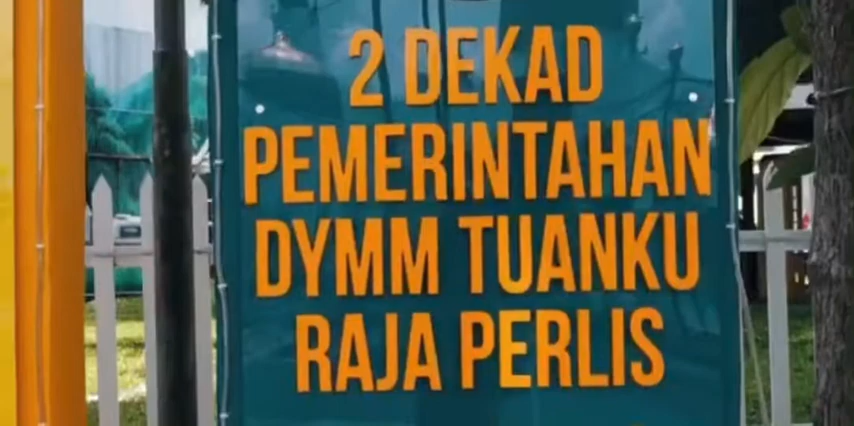 2 DEKAD
PEMERINTAHAN
DYMM TUANKU
RAJA PERLIS